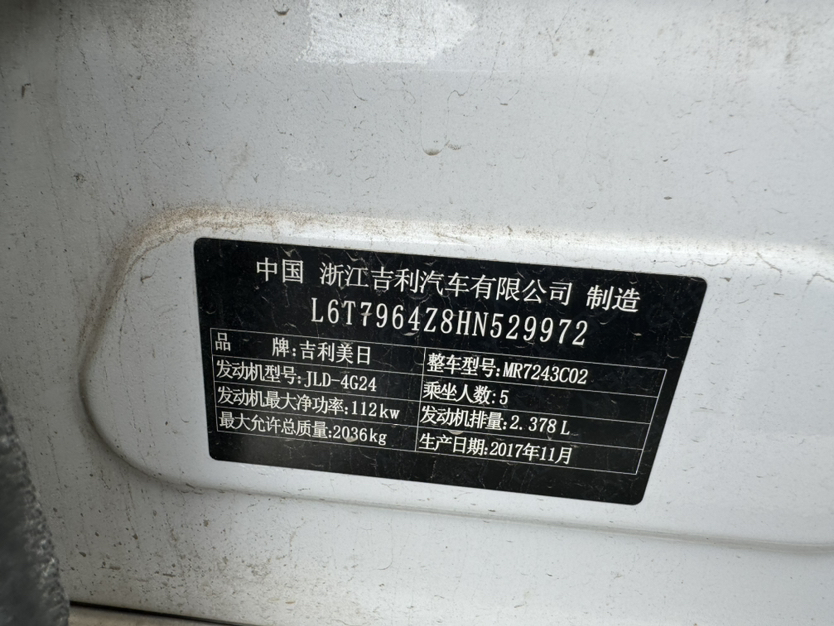 中国 浙江吉利汽车有限公司 制造
L6T7964Z8HN529972
品 牌:吉利美日 整车型号:MR7243C02
发动机型号:JLD-4G24 乘坐人数:5
发动机最大净功率:112kw 发动机排量:2.378L
最大允许总质量:2036kg 生产日期:2017年11月